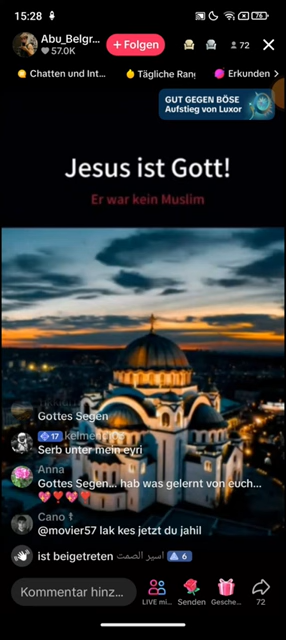 15:28
76
Abu_Belgr...
57.0K
+ Folgen
72
Chatten und Int...
Tägliche Rang
Erkunden >
GUT GEGEN BÖSE
Aufstieg von Luxor
Jesus ist Gott!
Er war kein Muslim
Gottes Segen
17
Serb unter mein eyri
Anna
Gottes Segen... hab was gelernt von euch...
❤️🌹❤️🌹❤️
Cano ✝
@movier57 lak kes jetzt du jahil
ist beigetreten اسير الصمت 6
Kommentar hinz...
LIVE mi...
Senden
Gesche...
72